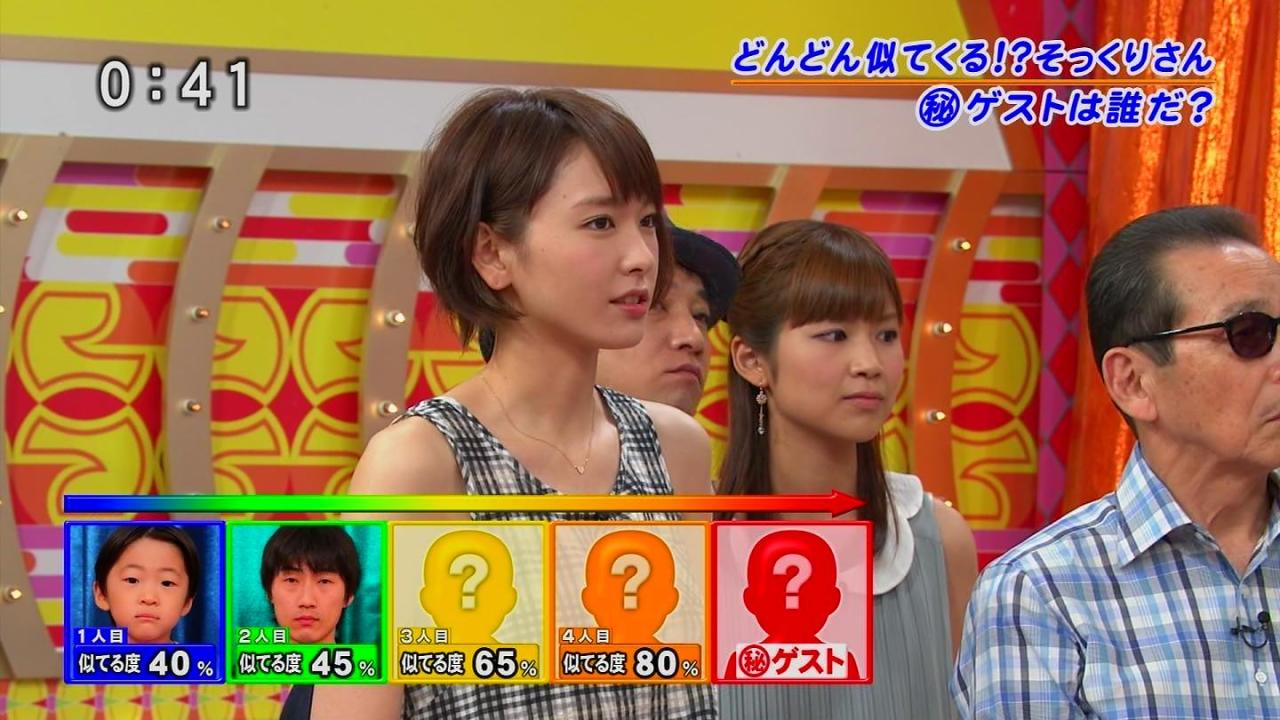 0:41
どんどん似てくる!?そっくりさん
㊙ゲストは誰だ?
1人目
似てる度 40%
2人目
似てる度 45%
3人目
似てる度 65%
4人目
似てる度 80%
㊙ゲスト
?
?
?